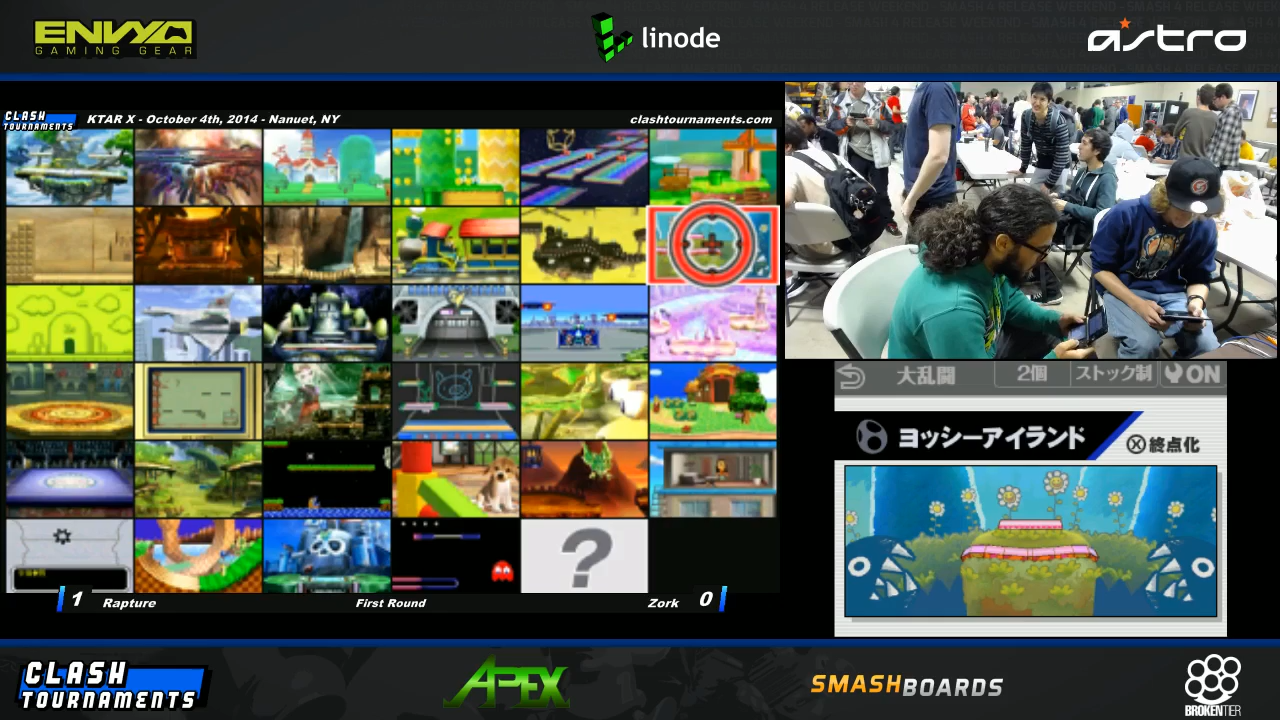 ENVYO
GAMING GEAR
linode
astro
CLASH
TOURNAMENTS
KTAR X - October 4th, 2014 - Nanuet, NY
clashtournaments.com
大乱闘
2個
ストック制
ON
ヨッシーアイランド
終点化
?
1
Rapture
First Round
Zork
0
CLASH
TOURNAMENTS
APEX
SMASHBOARDS
BROKENTIER